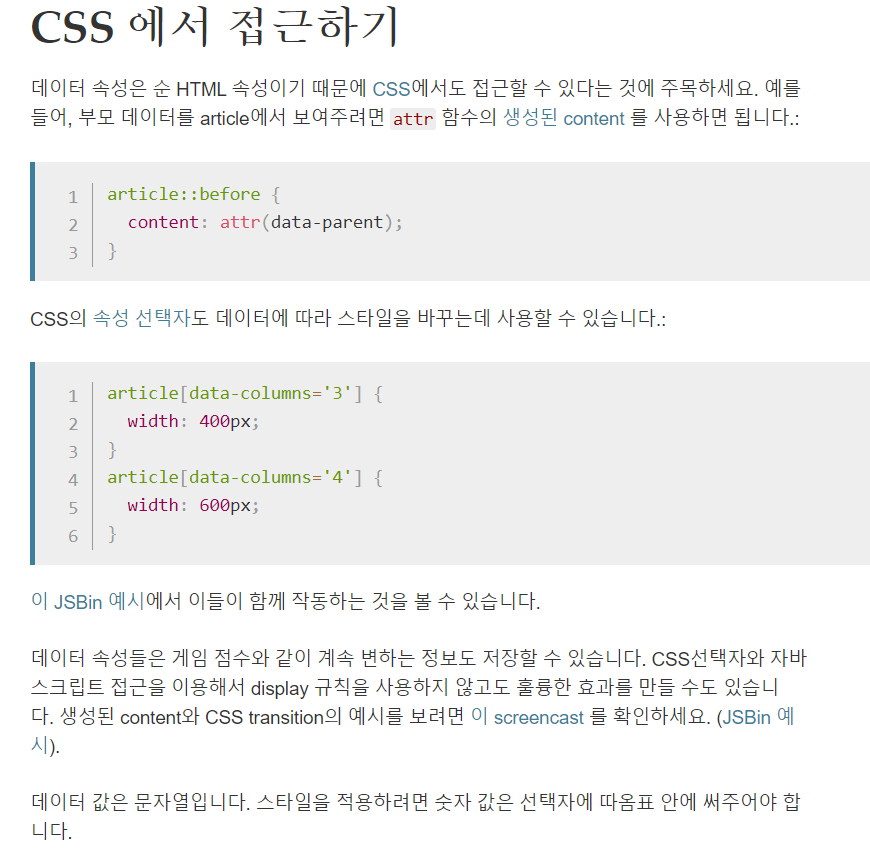 CSS 에서 접근하기
데이터 속성은 순 HTML 속성이기 때문에 CSS에서도 접근할 수 있다는 것에 주목하세요. 예를
들어, 부모 데이터를 article에서 보여주려면 attr 함수의 생성된 content 를 사용하면 됩니다.:
1 article::before {
2   content: attr(data-parent);
3 }
CSS의 속성 선택자도 데이터에 따라 스타일을 바꾸는데 사용할 수 있습니다.:
1 article[data-columns='3'] {
2   width: 400px;
3 }
4 article[data-columns='4'] {
5   width: 600px;
6 }
이 JSBin 예시에서 이들이 함께 작동하는 것을 볼 수 있습니다.
데이터 속성들은 게임 점수와 같이 계속 변하는 정보도 저장할 수 있습니다. CSS선택자와 자바
스크립트 접근을 이용해서 display 규칙을 사용하지 않고도 훌륭한 효과를 만들 수도 있습니
다. 생성된 content와 CSS transition의 예시를 보려면 이 screencast 를 확인하세요. (JSBin 예
시).
데이터 값은 문자열입니다. 스타일을 적용하려면 숫자 값은 선택자에 따옴표 안에 써주어야 합
니다.